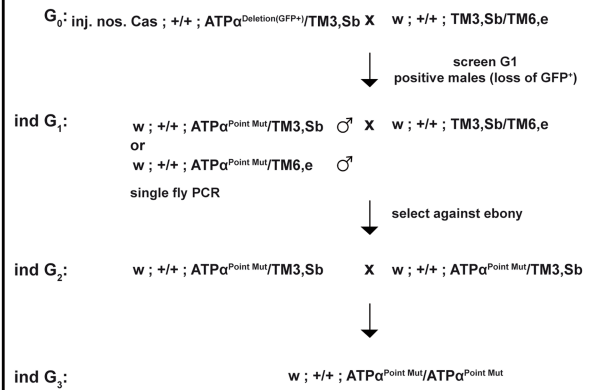 G0: inj. nos. Cas ; +/+ ; ATPαDeletion(GFP+)/TM3,Sb X w ; +/+ ; TM3,Sb/TM6,e
screen G1
positive males (loss of GFP+)
ind G1: w ; +/+ ; ATPαPoint Mut/TM3,Sb ♂ X w ; +/+ ; TM3,Sb/TM6,e
or
w ; +/+ ; ATPαPoint Mut/TM6,e ♂
single fly PCR
select against ebony
ind G2: w ; +/+ ; ATPαPoint Mut/TM3,Sb X w ; +/+ ; ATPαPoint Mut/TM3,Sb
ind G3: w ; +/+ ; ATPαPoint Mut/ATPαPoint Mut